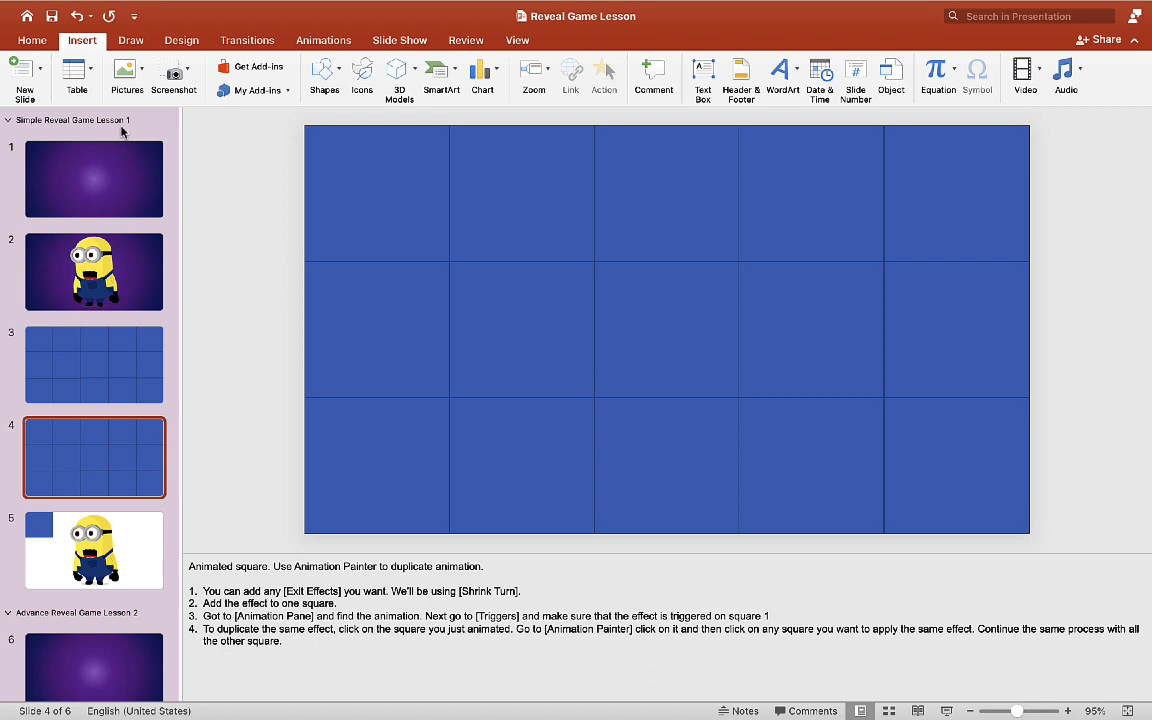 Reveal Game Lesson
Search in Presentation
Home Insert Draw Design Transitions Animations Slide Show Review View
Share
New Slide
Table
Pictures
Screenshot
Get Add-ins
My Add-ins
Shapes
Icons
3D Models
SmartArt
Chart
Zoom
Link
Action
Comment
Text Box
Header & Footer
WordArt
Date & Time
Slide Number
Object
Equation
Symbol
Video
Audio
Simple Reveal Game Lesson 1
1
2
3
4
5
Advance Reveal Game Lesson 2
6
Animated square. Use Animation Painter to duplicate animation.
1. You can add any [Exit Effects] you want. We'll be using [Shrink Turn].
2. Add the effect to one square.
3. Got to [Animation Pane] and find the animation. Next go to [Triggers] and make sure that the effect is triggered on square 1
4. To duplicate the same effect, click on the square you just animated. Go to [Animation Painter] click on it and then click on any square you want to apply the same effect. Continue the same process with all
the other square.
Slide 4 of 6 English (United States) Notes Comments 95%